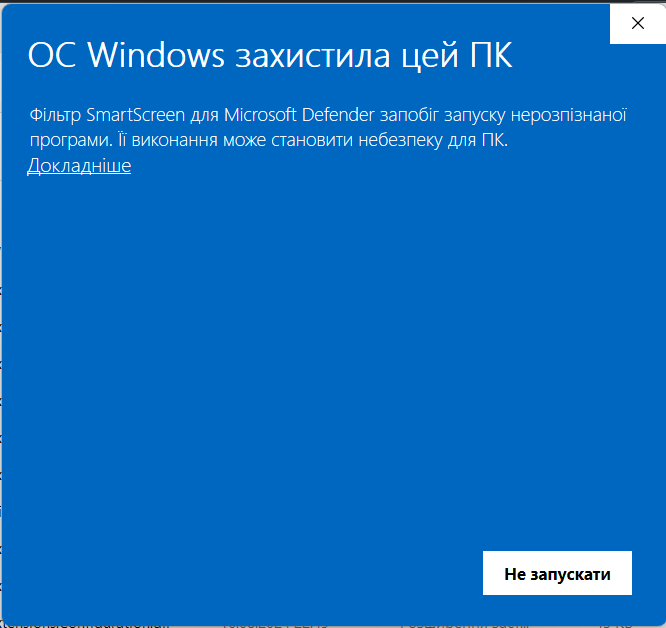 ОС Windows захистила цей ПК
Фільтр SmartScreen для Microsoft Defender запобіг запуску нерозпізнаної
програми. Її виконання може становити небезпеку для ПК.
Докладніше
Не запускати